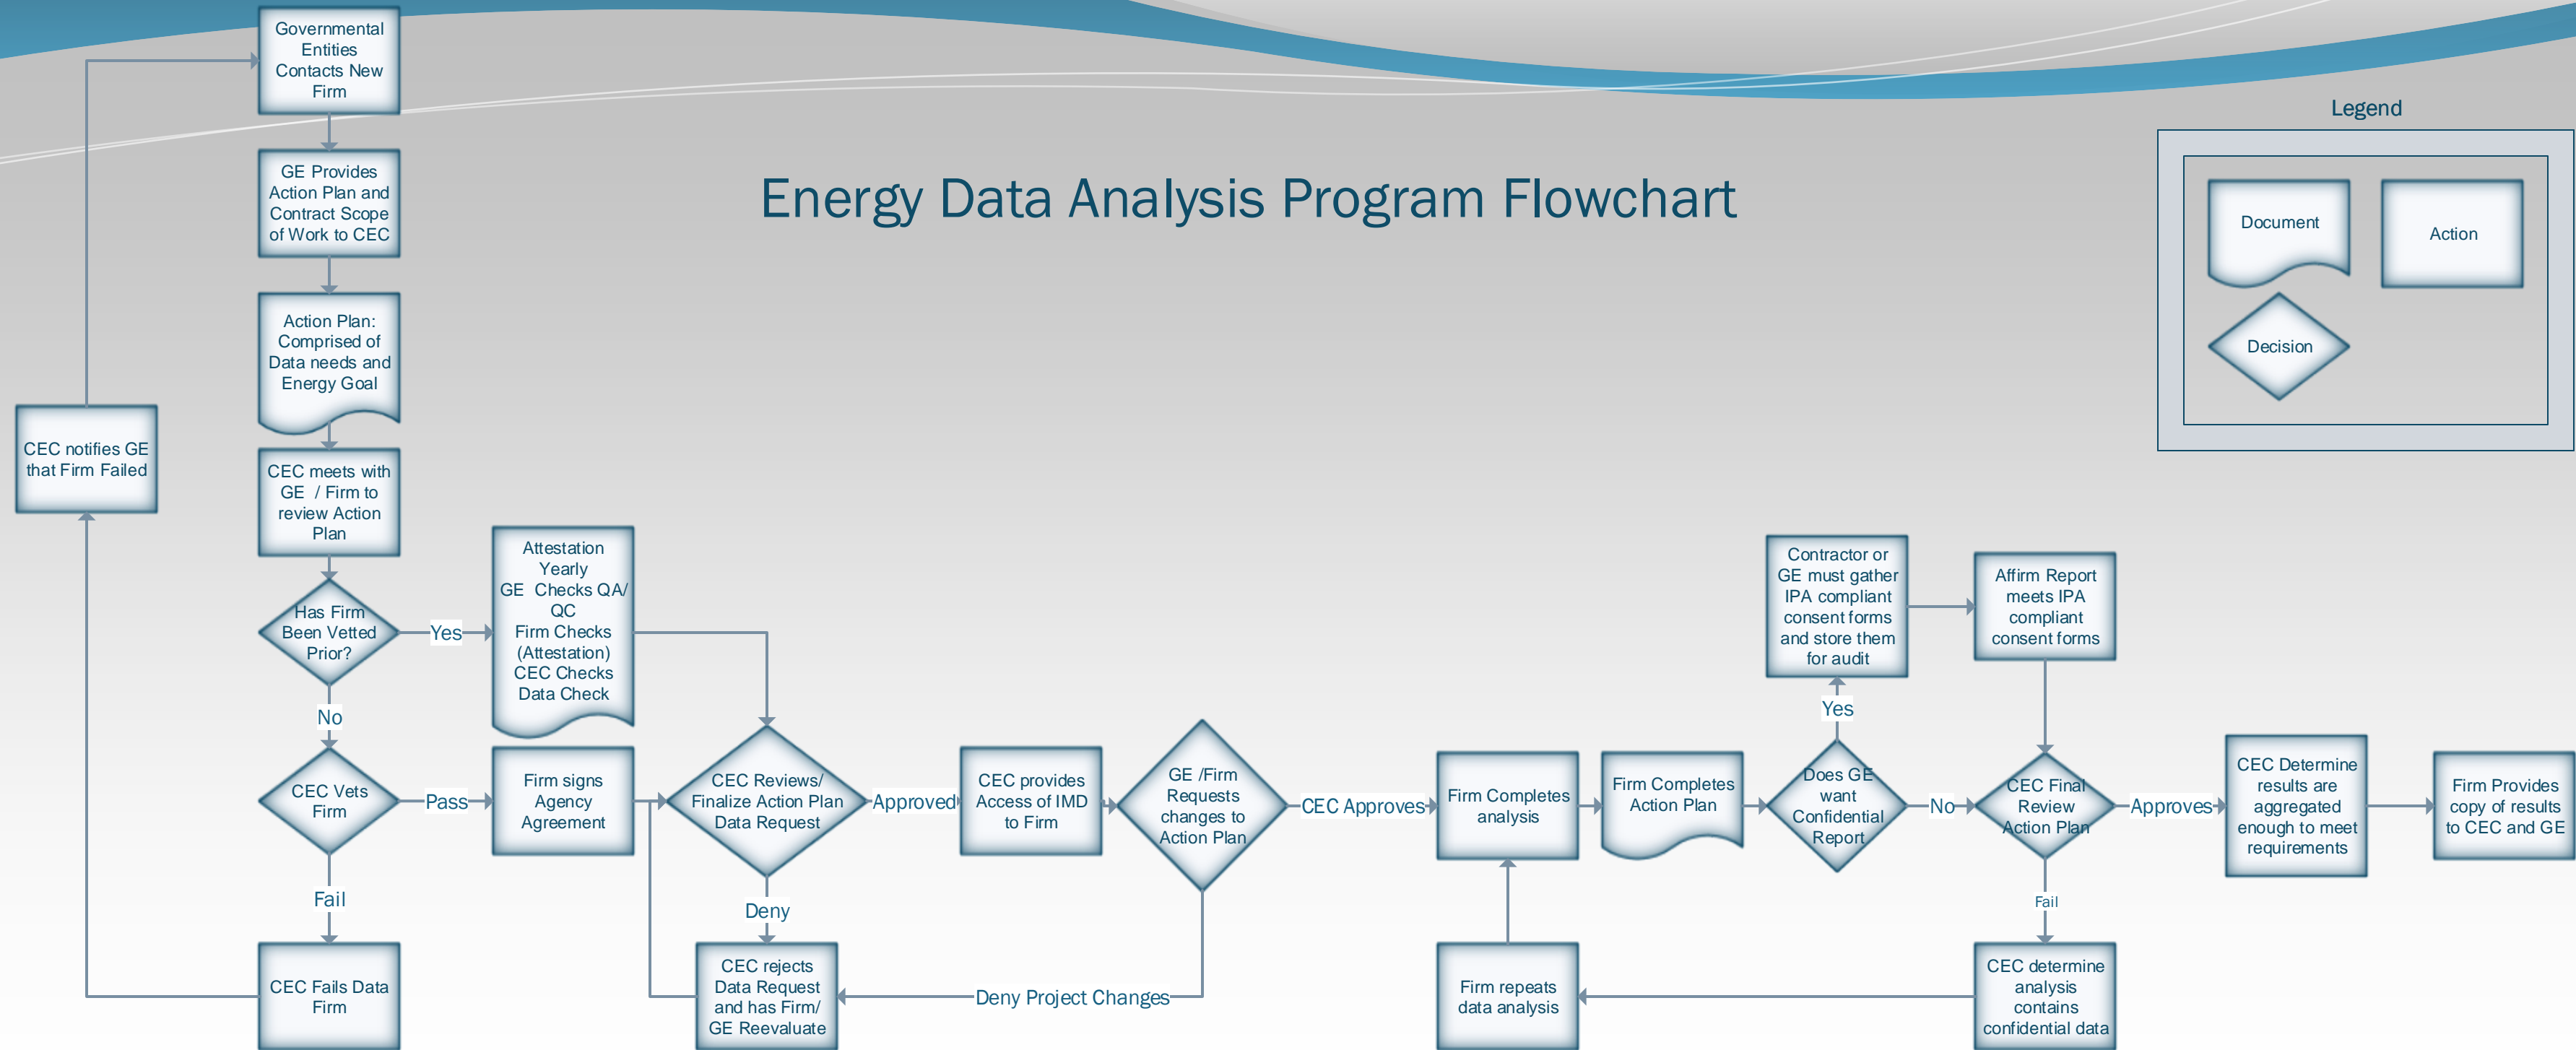 Governmental
Entities
Contacts New
Firm
Legend
GE Provides
Action Plan and
Contract Scope
of Work to CEC
Energy Data Analysis Program Flowchart
Document
Action
Decision
Action Plan:
Comprised of
Data needs and
Energy Goal
CEC notifies GE
that Firm Failed
CEC meets with
GE  / Firm to
review Action
Plan
Has Firm
Been Vetted
Prior?
Yes
Attestation
Yearly
GE  Checks QA/
QC
Firm Checks
(Attestation)
CEC Checks
Data Check
No
CEC Vets
Firm
Pass
Firm signs
Agency
Agreement
Fail
CEC Fails Data
Firm
CEC Reviews/
Finalize Action Plan
Data Request
Approved
Deny
CEC rejects
Data Request
and has Firm/
GE Reevaluate
CEC provides
Access of IMD
to Firm
GE /Firm
Requests
changes to
Action Plan
Deny Project Changes
CEC Approves
Firm Completes
analysis
Firm Completes
Action Plan
Does GE
want
Confidential
Report
Yes
Contractor or
GE must gather
IPA compliant
consent forms
and store them
for audit
Affirm Report
meets IPA
compliant
consent forms
No
CEC Final
Review
Action Plan
Approves
CEC Determine
results are
aggregated
enough to meet
requirements
Firm Provides
copy of results
to CEC and GE
Fail
CEC determine
analysis
contains
confidential data
Firm repeats
data analysis